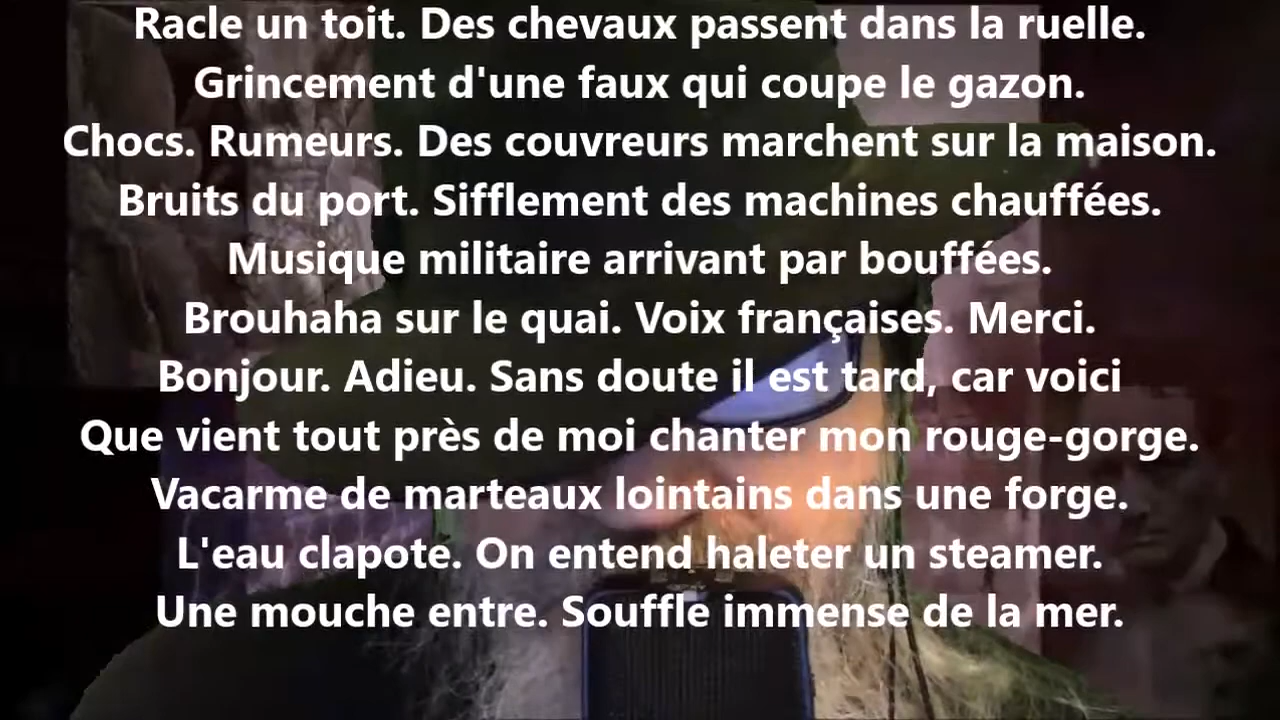 Racle un toit. Des chevaux passent dans la ruelle.
Grincement d'une faux qui coupe le gazon.
Chocs. Rumeurs. Des couvreurs marchent sur la maison.
Bruits du port. Sifflement des machines chauffées.
Musique militaire arrivant par bouffées.
Brouhaha sur le quai. Voix françaises. Merci.
Bonjour. Adieu. Sans doute il est tard, car voici
Que vient tout près de moi chanter mon rouge-gorge.
Vacarme de marteaux lointains dans une forge.
L'eau clapote. On entend haleter un steamer.
Une mouche entre. Souffle immense de la mer.